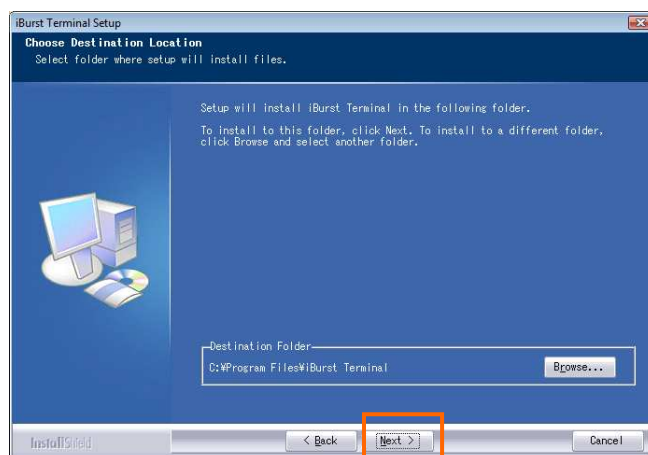 iBurst Terminal Setup
Choose Destination Location
Select folder where setup will install files.
Setup will install iBurst Terminal in the following folder.
To install to this folder, click Next. To install to a different folder,
click Browse and select another folder.
Destination Folder
C:¥Program Files¥iBurst Terminal
Browse...
InstallShield
< Back
Next >
Cancel